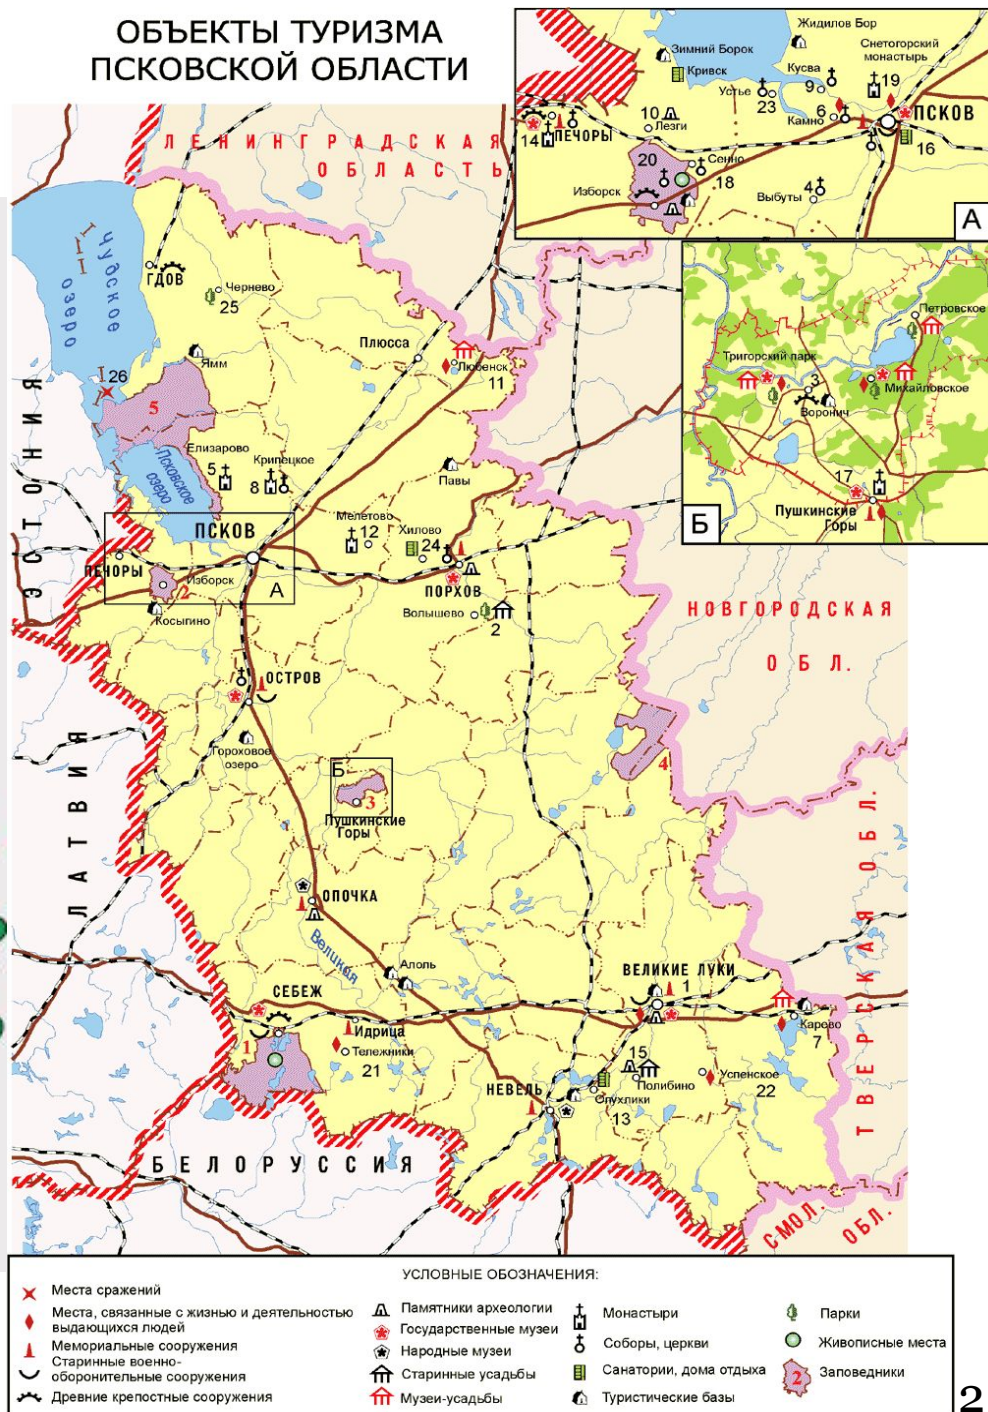 ОБЪЕКТЫ ТУРИЗМА
ПСКОВСКОЙ ОБЛАСТИ
Зимний Борок
Жидилов Бор
Снетогорский
монастырь
Кривск
Кусва
9
19
Устье
23
10
Лезги
6
Камно
ПСКОВ
ПЕЧОРЫ
14
16
20
Сенно
18
Изборск
Выбуты
4
А
Петровское
Тригорский парк
Михайловское
3
Воронич
17
Пушкинские
Горы
Б
ЛЕНИНГРАДСКАЯ
ОБЛАСТЬ
Чудское
озеро
ГДОВ
Чернево
25
Плюсса
Любенск
11
Ямм
26
5
ЭСТОНИЯ
Елизарово
5
Крипецкое
8
Псковское
озеро
Павы
ПСКОВ
Мелетово
12
Хилово
24
ПЕЧОРЫ
Изборск
2
А
ПОРХОВ
Косыгино
Волышево
2
НОВГОРОДСКАЯ
ОБЛ.
ОСТРОВ
Гороховое
озеро
4
Б
3
Пушкинские
Горы
ЛАТВИЯ
ОПОЧКА
Великая
Алоль
ВЕЛИКИЕ ЛУКИ
1
СЕБЕЖ
Идрица
Карово
7
1
Тележники
21
15
Полибино
Успенское
22
НЕВЕЛЬ
Опухлики
13
ТВЕРСКАЯ ОБЛ.
БЕЛОРУССИЯ
СМОЛ. ОБЛ.
УСЛОВНЫЕ ОБОЗНАЧЕНИЯ:
Места сражений
Места, связанные с жизнью и деятельностью
выдающихся людей
Мемориальные сооружения
Старинные военно-
оборонительные сооружения
Древние крепостные сооружения
Памятники археологии
Государственные музеи
Народные музеи
Старинные усадьбы
Музеи-усадьбы
Монастыри
Соборы, церкви
Санатории, дома отдыха
Туристические базы
Парки
Живописные места
2
Заповедники
2